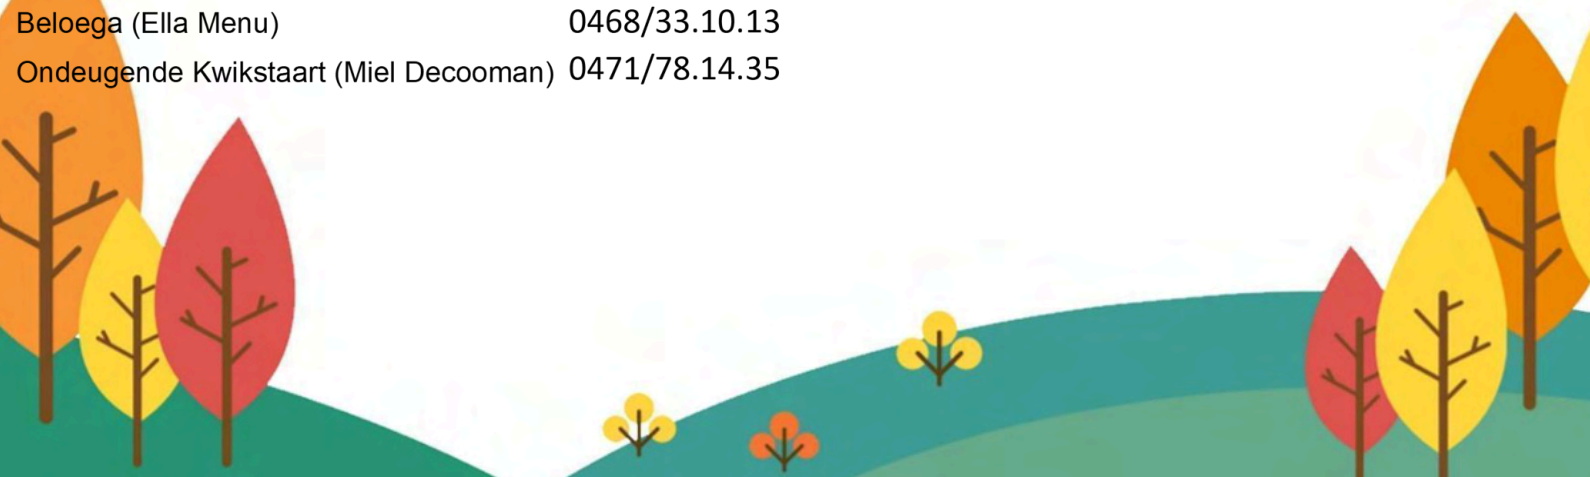 Beloega (Ella Menu) 0468/33.10.13
Ondeugende Kwikstaart (Miel Decooman) 0471/78.14.35